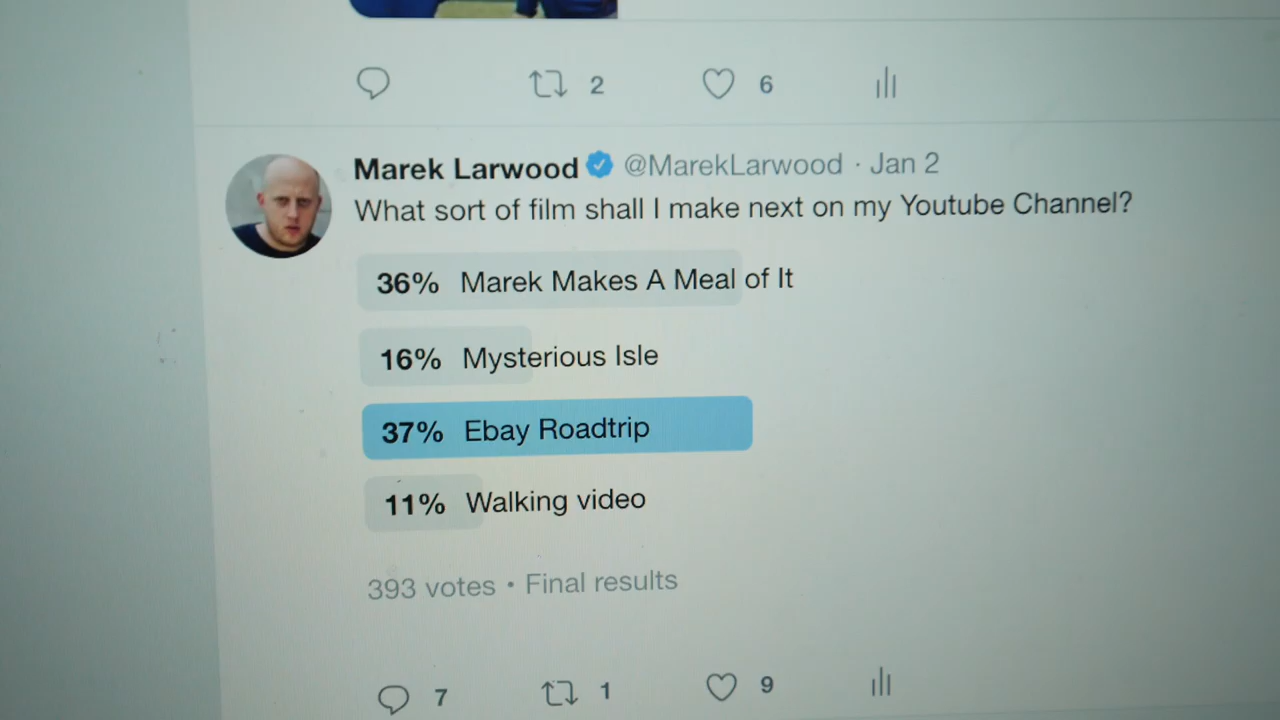 2 6
Marek Larwood @MarekLarwood · Jan 2
What sort of film shall I make next on my Youtube Channel?
36% Marek Makes A Meal of It
16% Mysterious Isle
37% Ebay Roadtrip
11% Walking video
393 votes • Final results
7 1 9